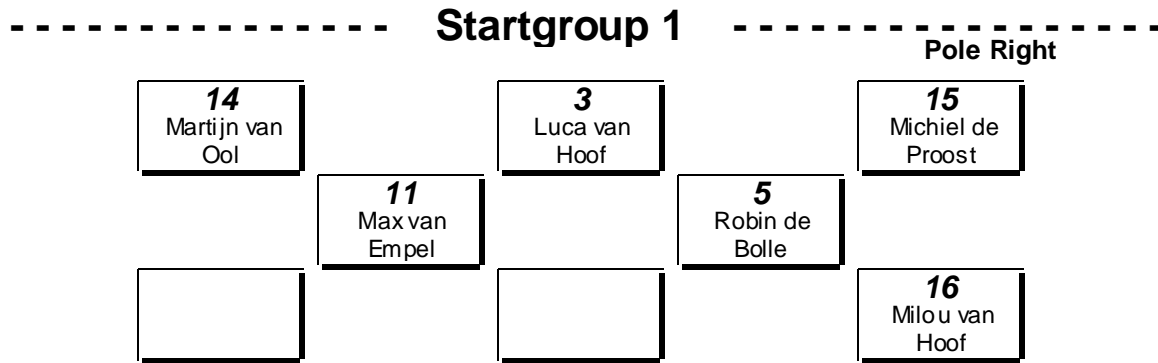 Startgroup 1
Pole Right
14
Martijn van
Ool
3
Luca van
Hoof
15
Michiel de
Proost
11
Max van
Empel
5
Robin de
Bolle
16
Milou van
Hoof